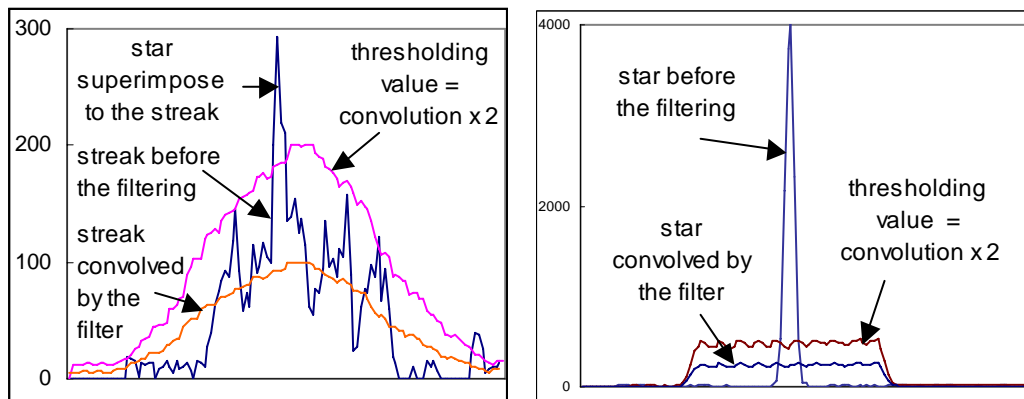 300
200
100
0
star
superimpose
to the streak
thresholding
value =
convolution x 2
streak before
the filtering
streak
convolved
by the
filter
4000
2000
0
star before
the filtering
star
convolved by
the filter
thresholding
value =
convolution x 2